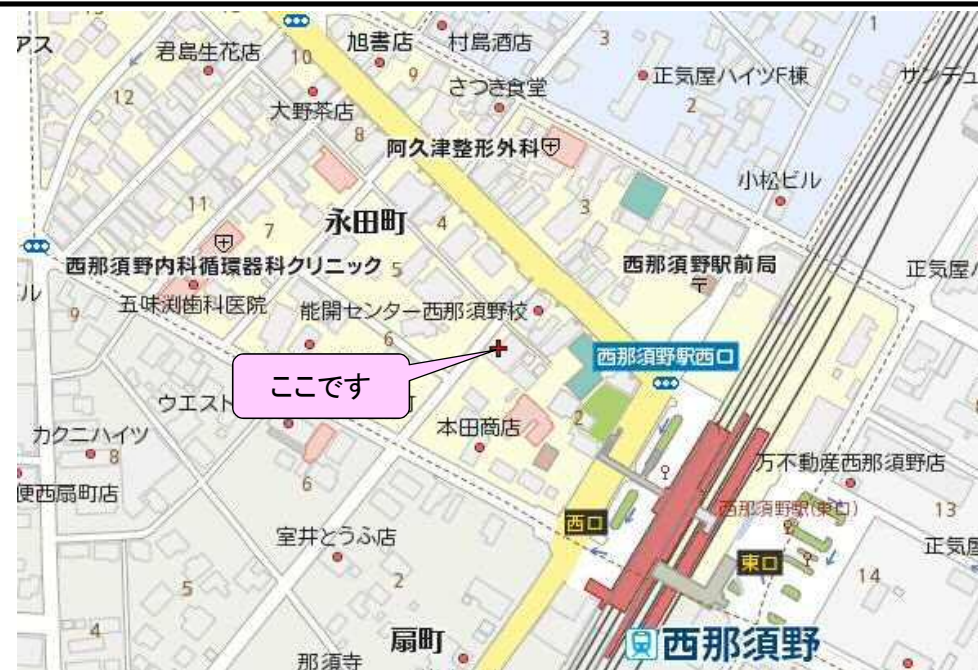 アス
君島生花店
10
旭書店
村島酒店
3
1
9
さつき食堂
正気屋ハイツF棟
2
サンデュ
12
大野茶店
8
阿久津整形外科
小松ビル
11
7
永田町
4
3
西那須野内科循環器科クリニック
5
西那須野駅前局
正気屋ハ
ル
9
五味渕歯科医院
能開センター西那須野校
6
西那須野駅西口
ここです
ウエスト
町
本田商店
2
カクニハイツ
8
便西扇町店
6
万不動産西那須野店
西那須野駅(東口)
13
西口
室井とうふ店
東口
正気屋
5
2
14
4
扇町
西那須野
那須寺